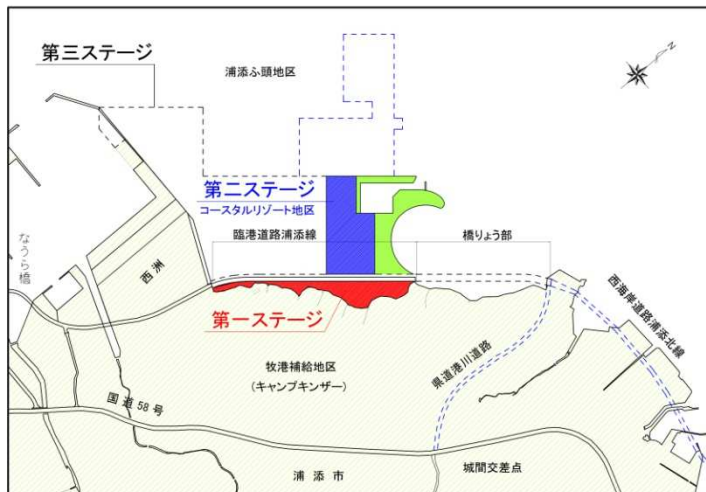 第三ステージ
浦添ふ頭地区
N
第二ステージ
コースタルリゾート地区
臨港道路浦添線
橋りょう部
なうら橋
西洲
第一ステージ
西海岸道路浦添北線
牧港補給地区
(キャンプキンザー)
県道港川道路
国道58号
浦添市
城間交差点